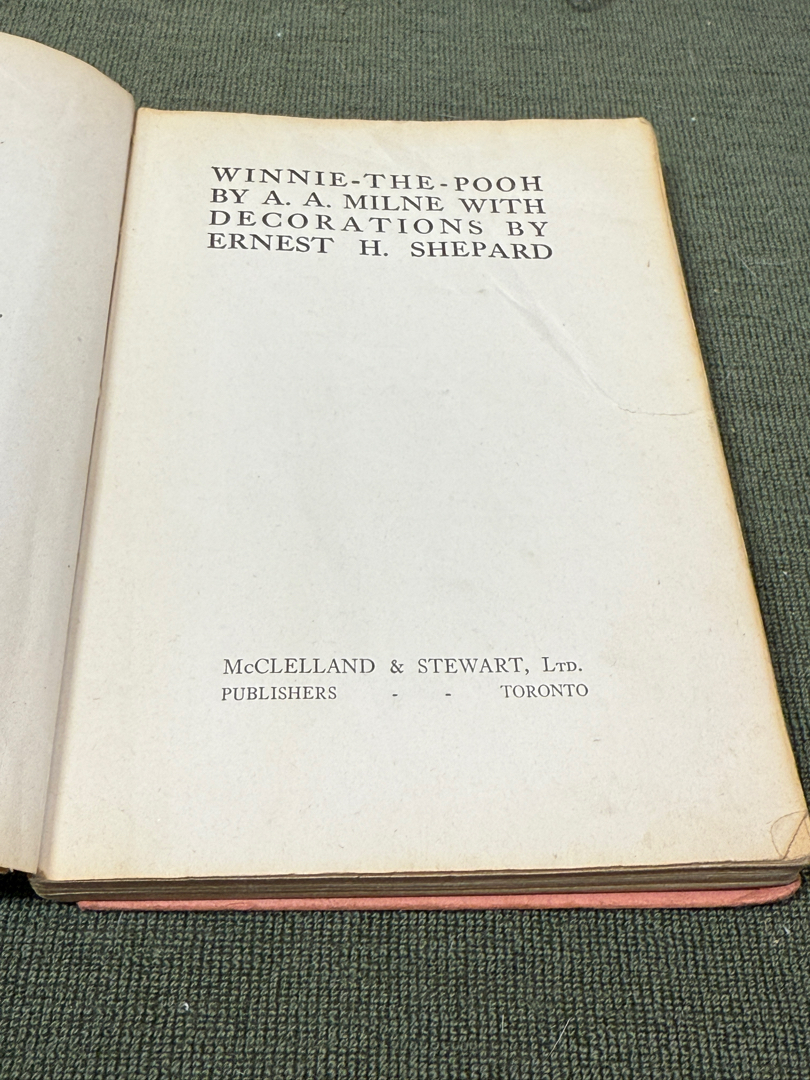 WINNIE-THE-POOH
BY A. A. MILNE WITH
DECORATIONS BY
ERNEST H. SHEPARD
McCLELLAND & STEWART, LTD.
PUBLISHERS - - TORONTO